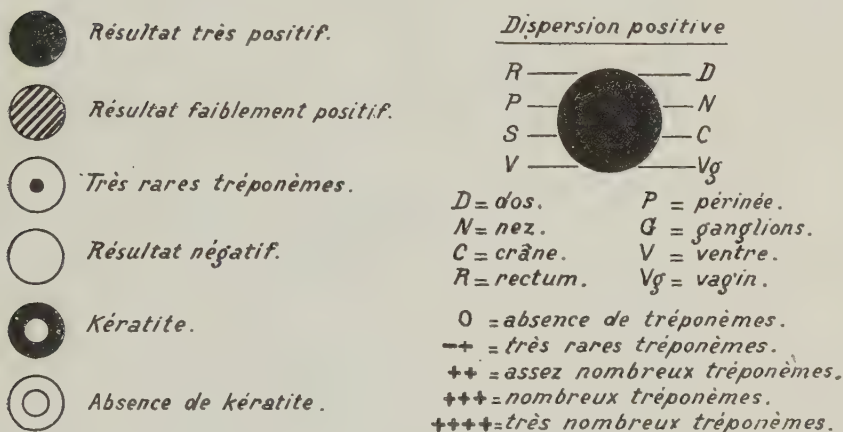 Résultat très positif.
Résultat faiblement positif.
Très rares tréponèmes.
Résultat négatif.
Kératite.
Absence de kératite.
Dispersion positive
R D
P N
S C
V Vg
D = dos. P = périnée.
N = nez. G = ganglions.
C = crâne. V = ventre.
R = rectum. Vg = vagin.
0 = absence de tréponèmes.
-+ = très rares tréponèmes.
++ = assez nombreux tréponèmes.
+++ = nombreux tréponèmes.
++++ = très nombreux tréponèmes.